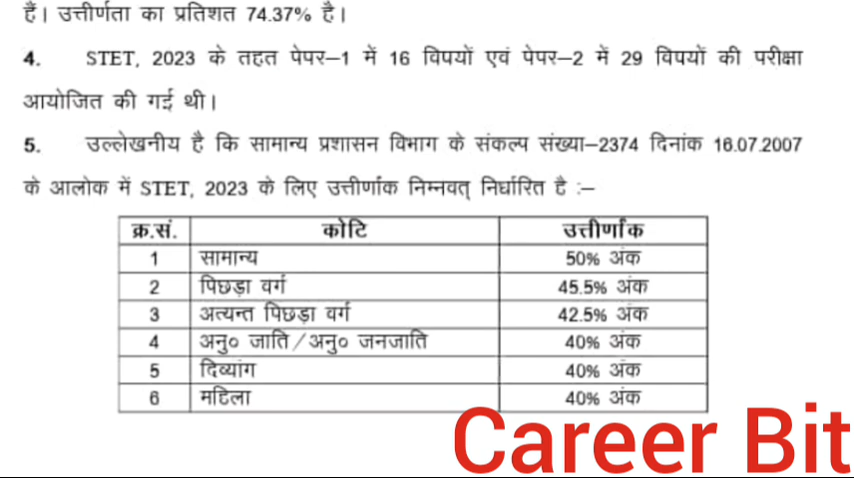 हैं। उत्तीर्णता का प्रतिशत 74.37% है।
4. STET, 2023 के तहत पेपर–1 में 16 विषयों एवं पेपर–2 में 29 विषयों की परीक्षा
आयोजित की गई थी।
5. उल्लेखनीय है कि सामान्य प्रशासन विभाग के संकल्प संख्या–2374 दिनांक 16.07.2007
के आलोक में STET, 2023 के लिए उत्तीर्णांक निम्नवत् निर्धारित है :–
क्र.सं. कोटि उत्तीर्णांक
1 सामान्य 50% अंक
2 पिछड़ा वर्ग 45.5% अंक
3 अत्यन्त पिछड़ा वर्ग 42.5% अंक
4 अनु० जाति/अनु० जनजाति 40% अंक
5 दिव्यांग 40% अंक
6 महिला 40% अंक
Career Bit